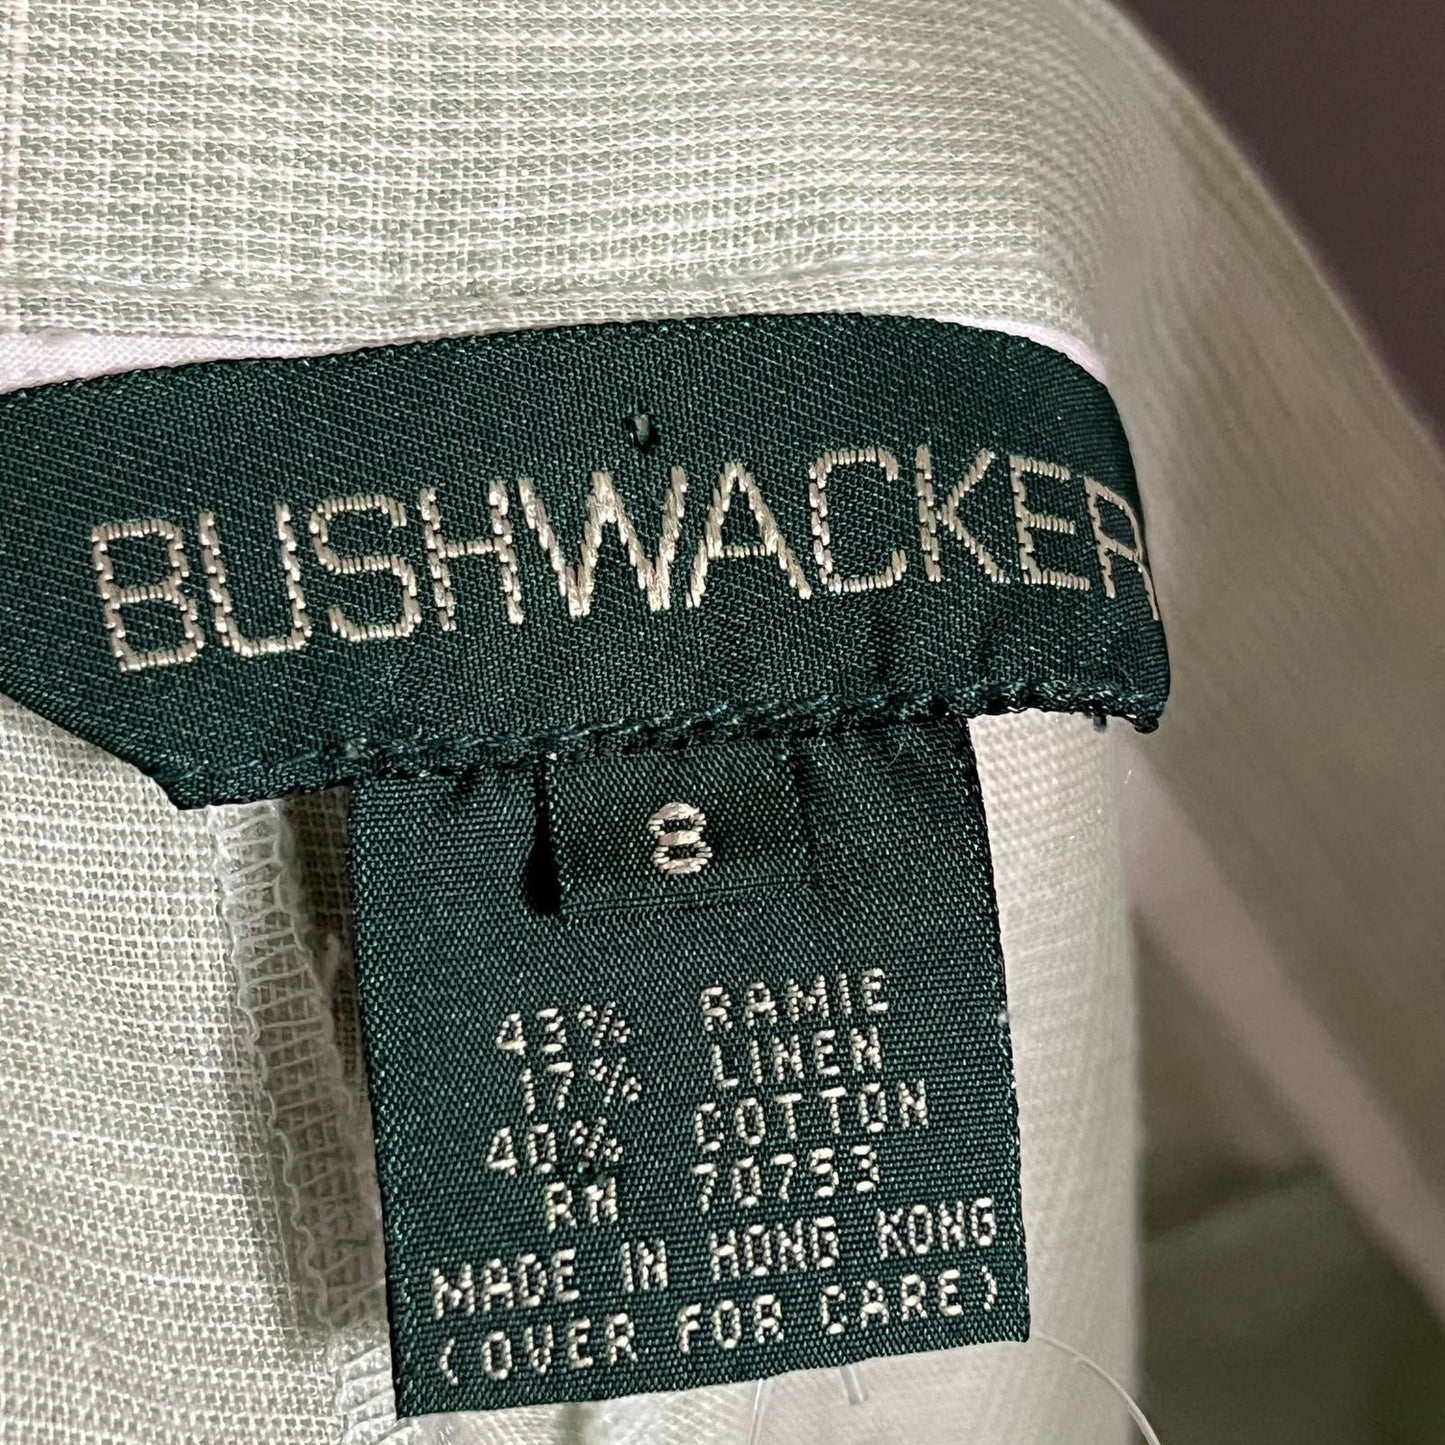 BUSHWACKER
8
43% RAMIE
17% LINEN
40% COTTON
RN 70753
MADE IN HONG KONG
(OVER FOR CARE)